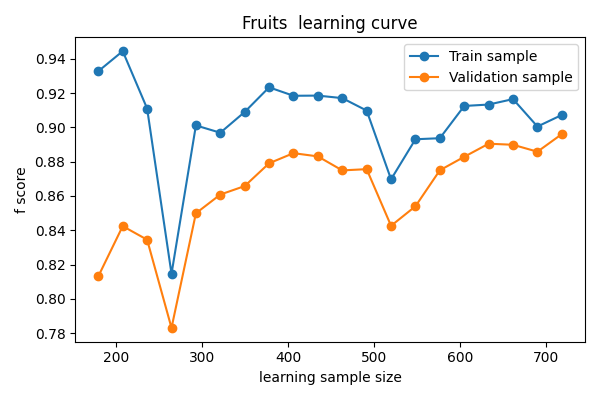 Fruits  learning curve
Train sample
Validation sample
f score
0.94
0.92
0.90
0.88
0.86
0.84
0.82
0.80
0.78
200 300 400 500 600 700
learning sample size